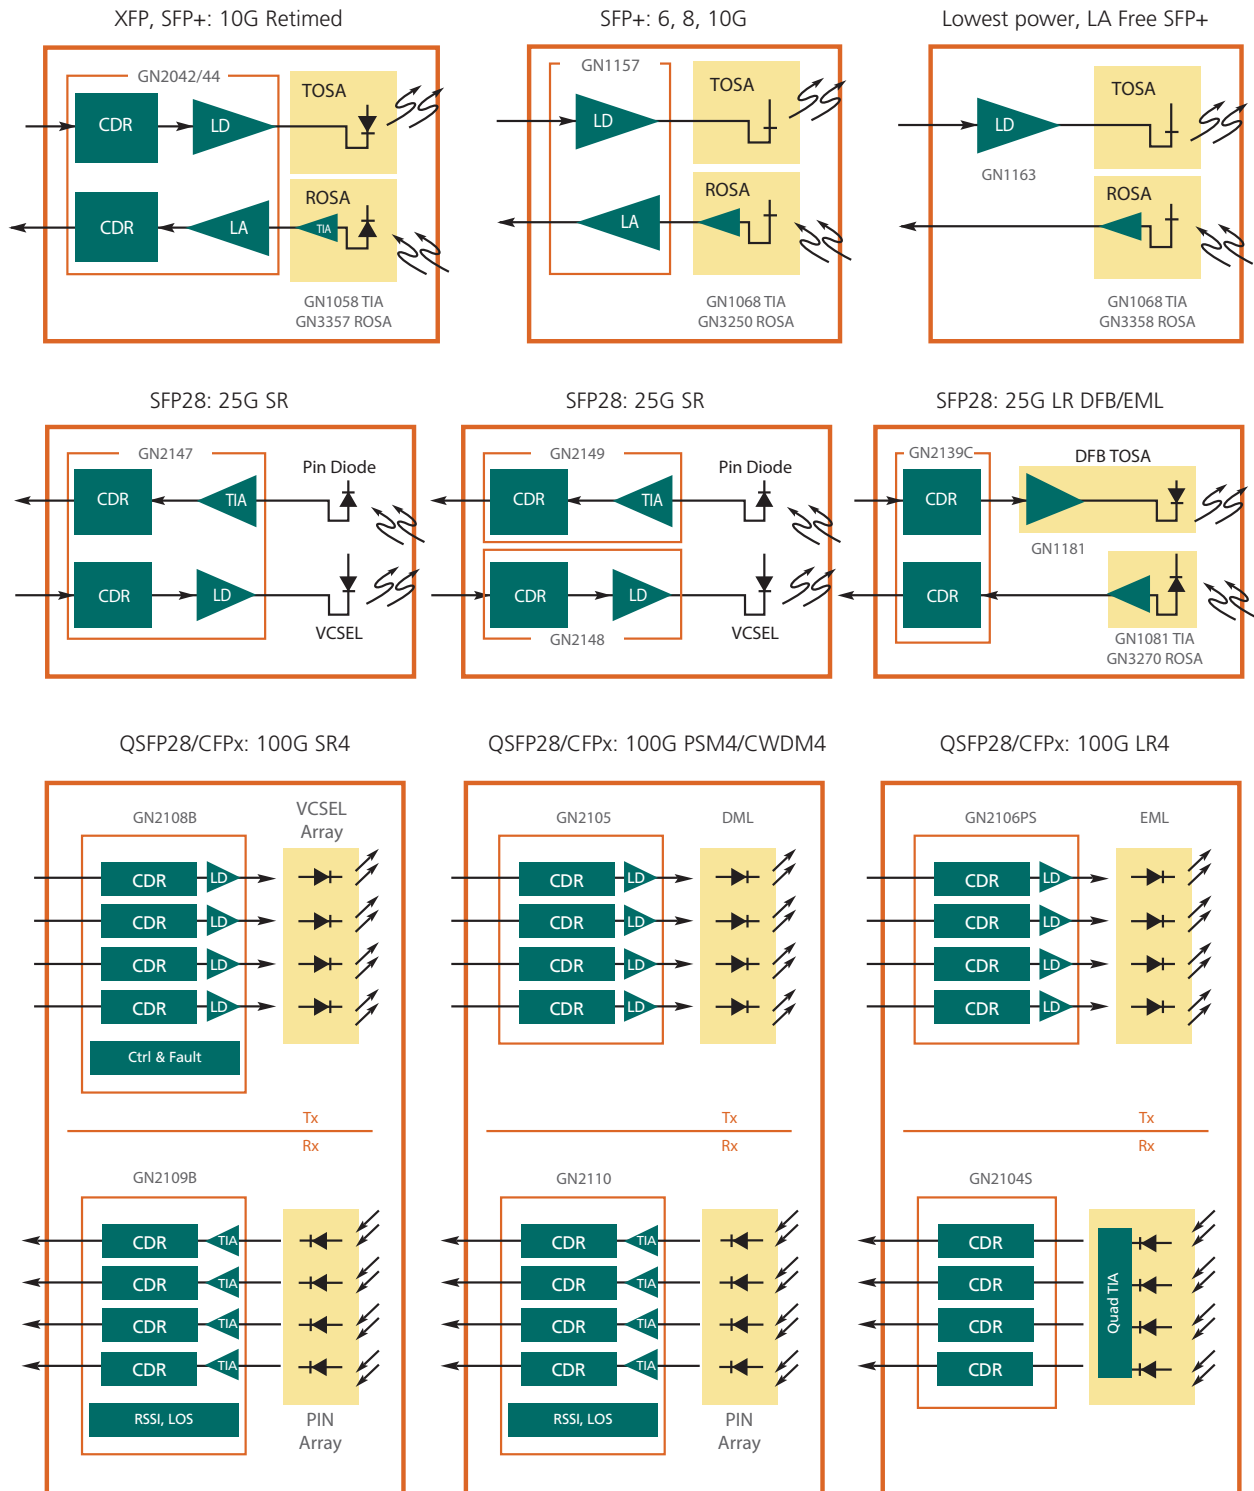 XFP, SFP+: 10G Retimed
GN2042/44
CDR
LD
TOSA
CDR
LA
TIA
ROSA
GN1058 TIA
GN3357 ROSA
SFP+: 6, 8, 10G
GN1157
LD
TOSA
LA
ROSA
GN1068 TIA
GN3250 ROSA
Lowest power, LA Free SFP+
LD
GN1163
TOSA
ROSA
GN1068 TIA
GN3358 ROSA
SFP28: 25G SR
GN2147
CDR
TIA
Pin Diode
CDR
LD
VCSEL
SFP28: 25G SR
GN2149
CDR
TIA
Pin Diode
CDR
LD
GN2148
VCSEL
SFP28: 25G LR DFB/EML
GN2139C
CDR
DFB TOSA
GN1181
CDR
GN1081 TIA
GN3270 ROSA
QSFP28/CFPx: 100G SR4
GN2108B
VCSEL
Array
CDR
LD
CDR
LD
CDR
LD
CDR
LD
Ctrl & Fault
Tx
Rx
GN2109B
CDR
TIA
CDR
TIA
CDR
TIA
CDR
TIA
RSSI, LOS
PIN
Array
QSFP28/CFPx: 100G PSM4/CWDM4
GN2105
DML
CDR
LD
CDR
LD
CDR
LD
CDR
LD
Tx
Rx
GN2110
CDR
TIA
CDR
TIA
CDR
TIA
CDR
TIA
RSSI, LOS
PIN
Array
QSFP28/CFPx: 100G LR4
GN2106PS
EML
CDR
LD
CDR
LD
CDR
LD
CDR
LD
Tx
Rx
GN2104S
CDR
CDR
CDR
CDR
Quad TIA